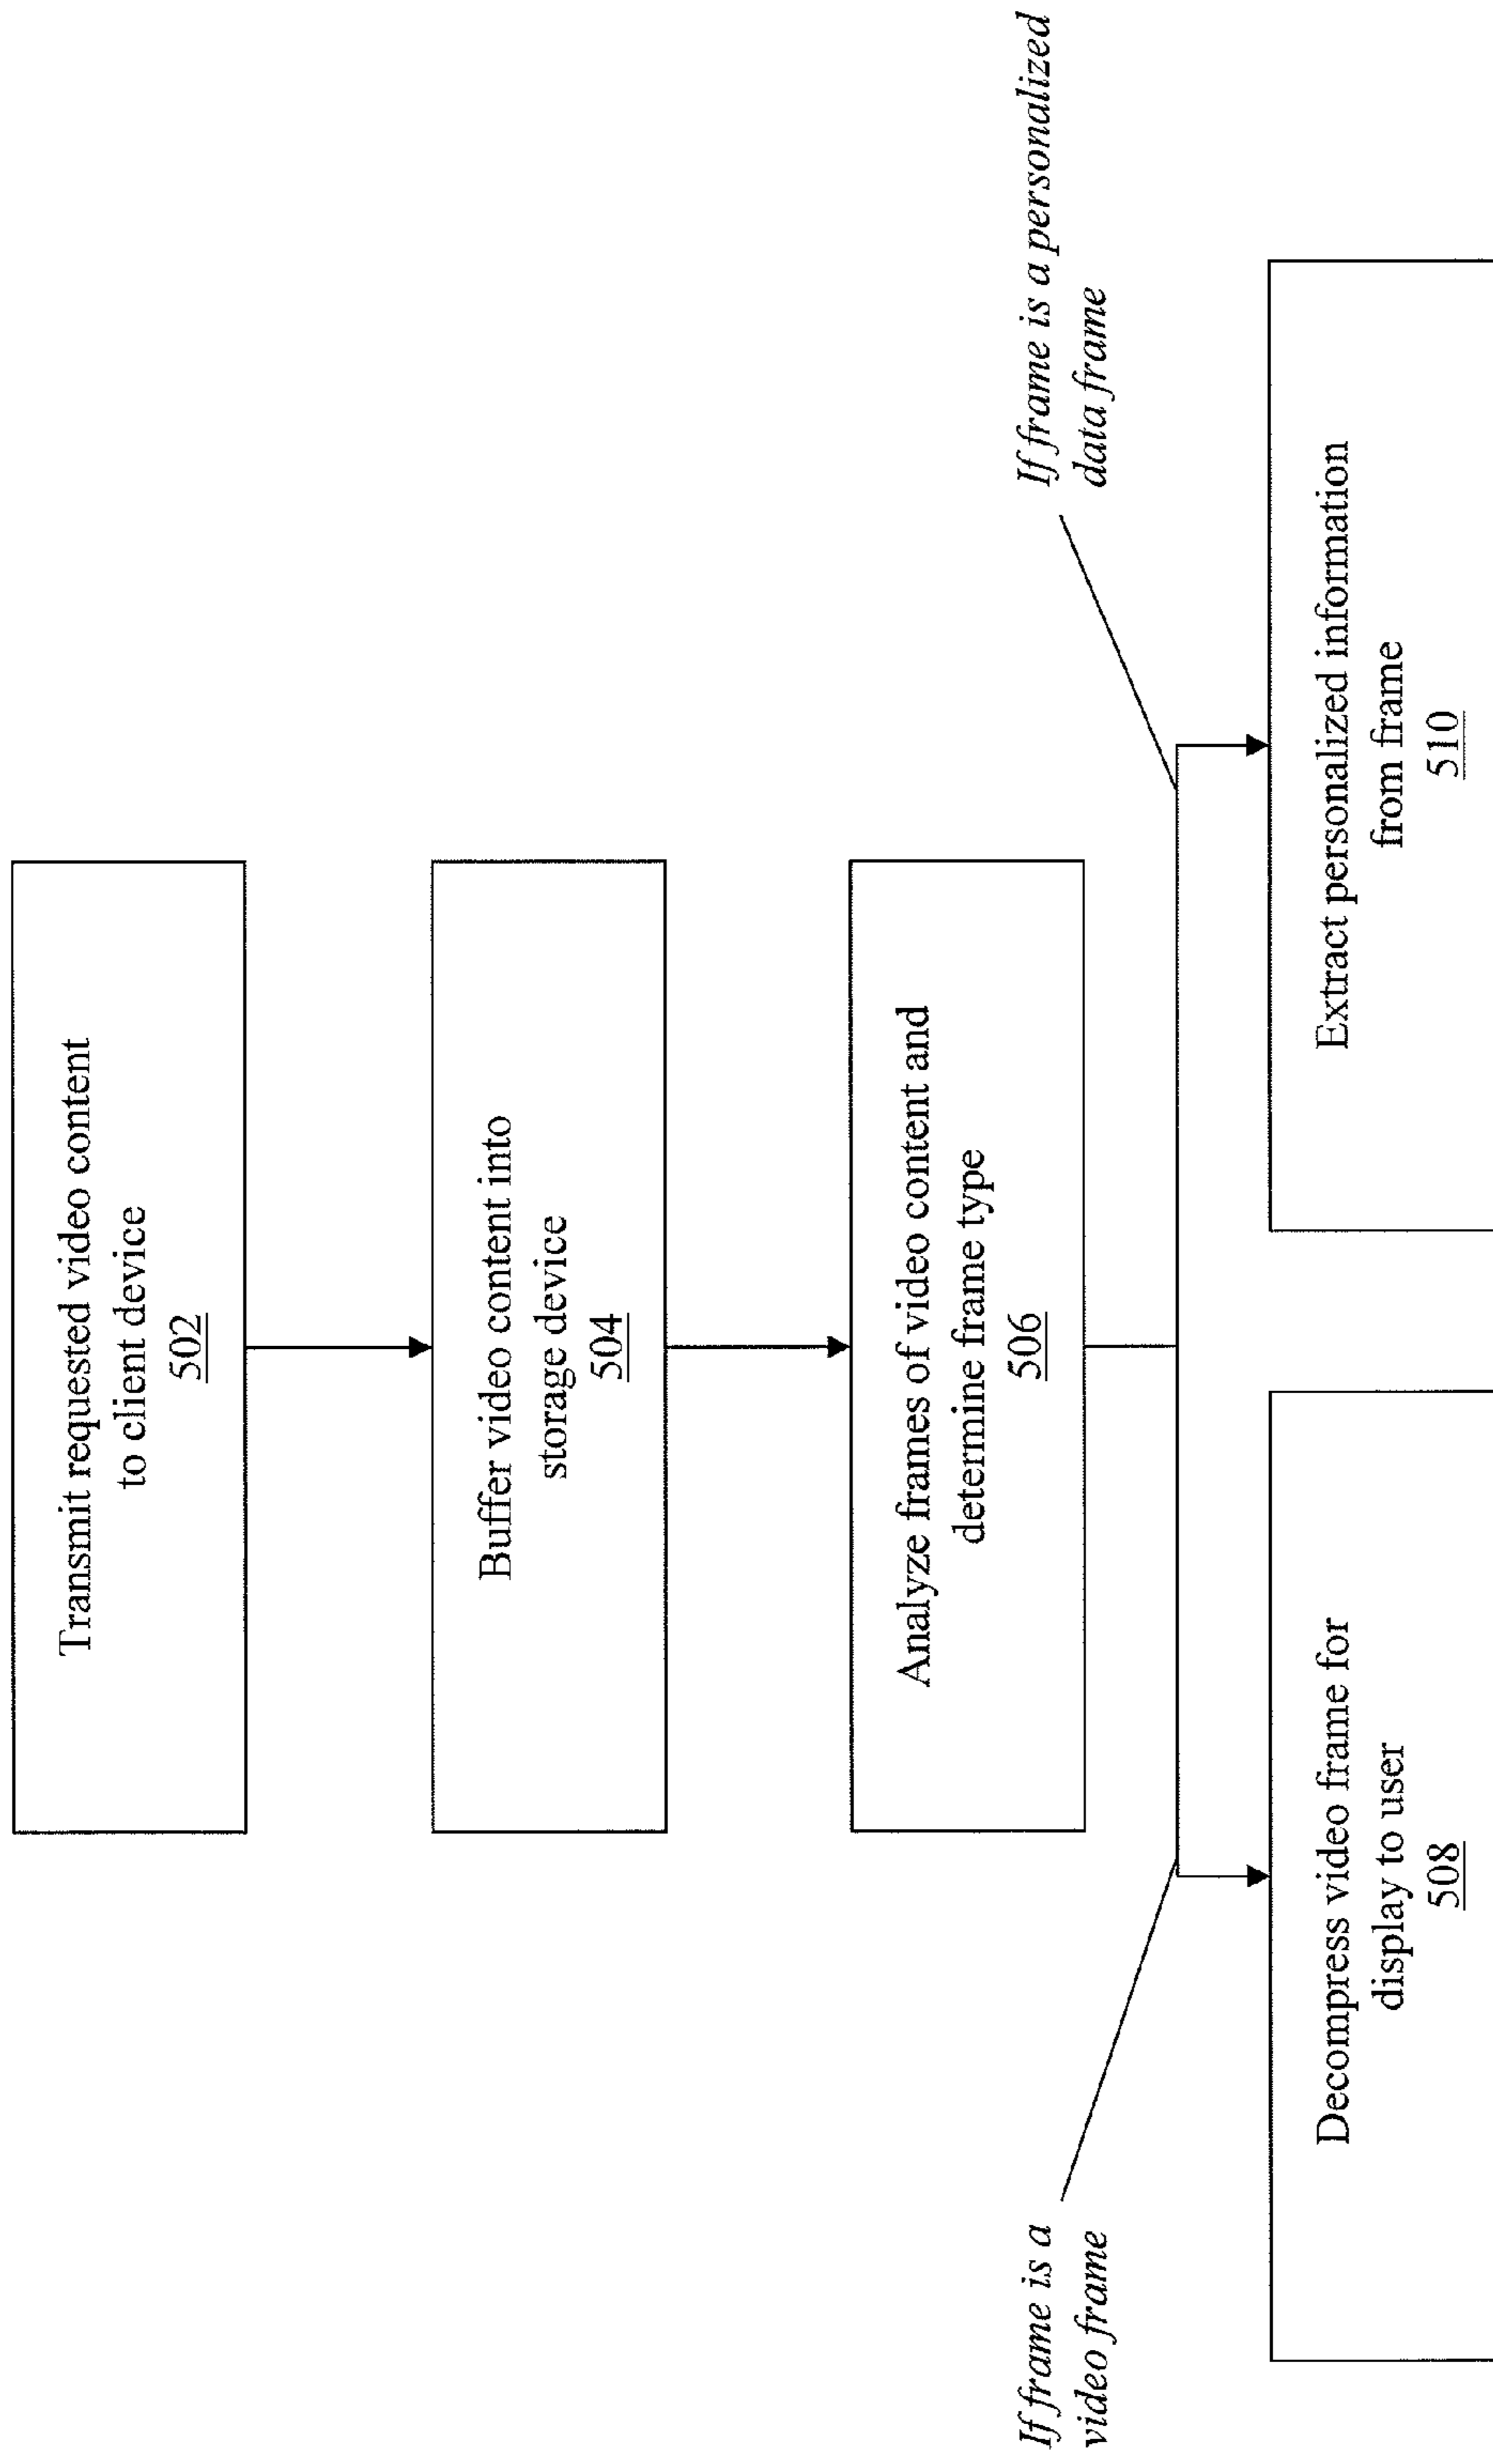 Transmit requested video content
to client device
502
Buffer video content into
storage device
504
Analyze frames of video content and
determine frame type
506
If frame is a
video frame
If frame is a personalized
data frame
Decompress video frame for
display to user
508
Extract personalized information
from frame
510